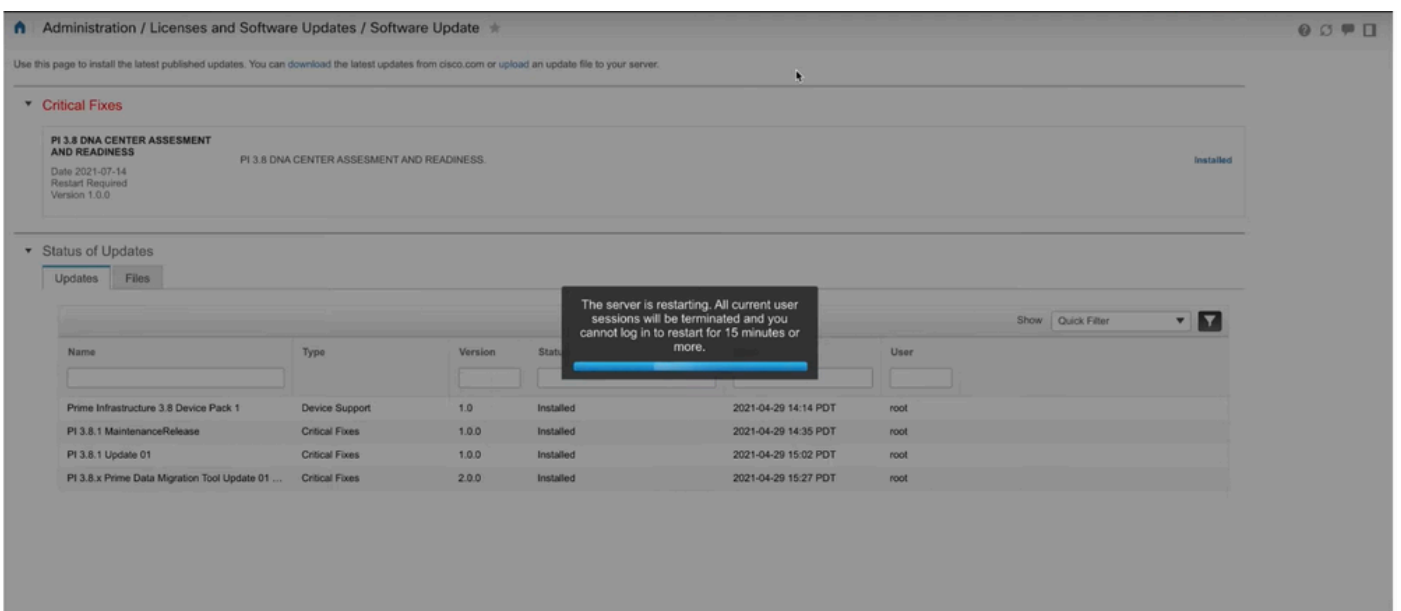 Administration / Licenses and Software Updates / Software Update
Use this page to install the latest published updates. You can download the latest updates from cisco.com or upload an update file to your server.
Critical Fixes
PI 3.8 DNA CENTER ASSESMENT
AND READINESS
Date 2021-07-14
Restart Required
Version 1.0.0
PI 3.8 DNA CENTER ASSESMENT AND READINESS.
Installed
Status of Updates
Updates Files
The server is restarting. All current user
sessions will be terminated and you
cannot log in to restart for 15 minutes or
more.
Show Quick Filter
Name Type Version User
Prime Infrastructure 3.8 Device Pack 1 Device Support 1.0 Installed 2021-04-29 14:14 PDT root
PI 3.8.1 MaintenanceRelease Critical Fixes 1.0.0 Installed 2021-04-29 14:35 PDT root
PI 3.8.1 Update 01 Critical Fixes 1.0.0 Installed 2021-04-29 15:02 PDT root
PI 3.8.x Prime Data Migration Tool Update 01 ... Critical Fixes 2.0.0 Installed 2021-04-29 15:27 PDT root